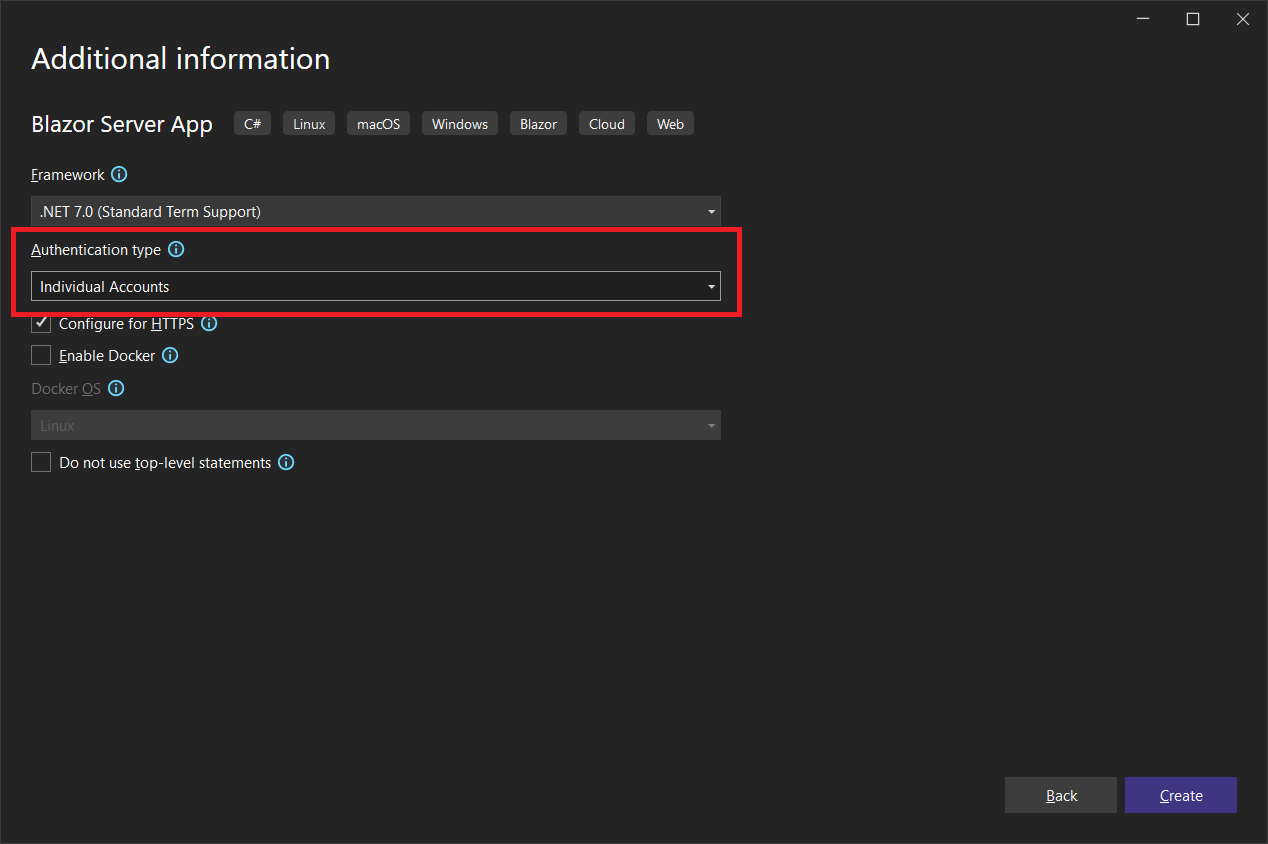 Additional information
Blazor Server App C# Linux macOS Windows Blazor Cloud Web
Framework
.NET 7.0 (Standard Term Support)
Authentication type
Individual Accounts
Configure for HTTPS
Enable Docker
Docker OS
Linux
Do not use top-level statements
Back Create